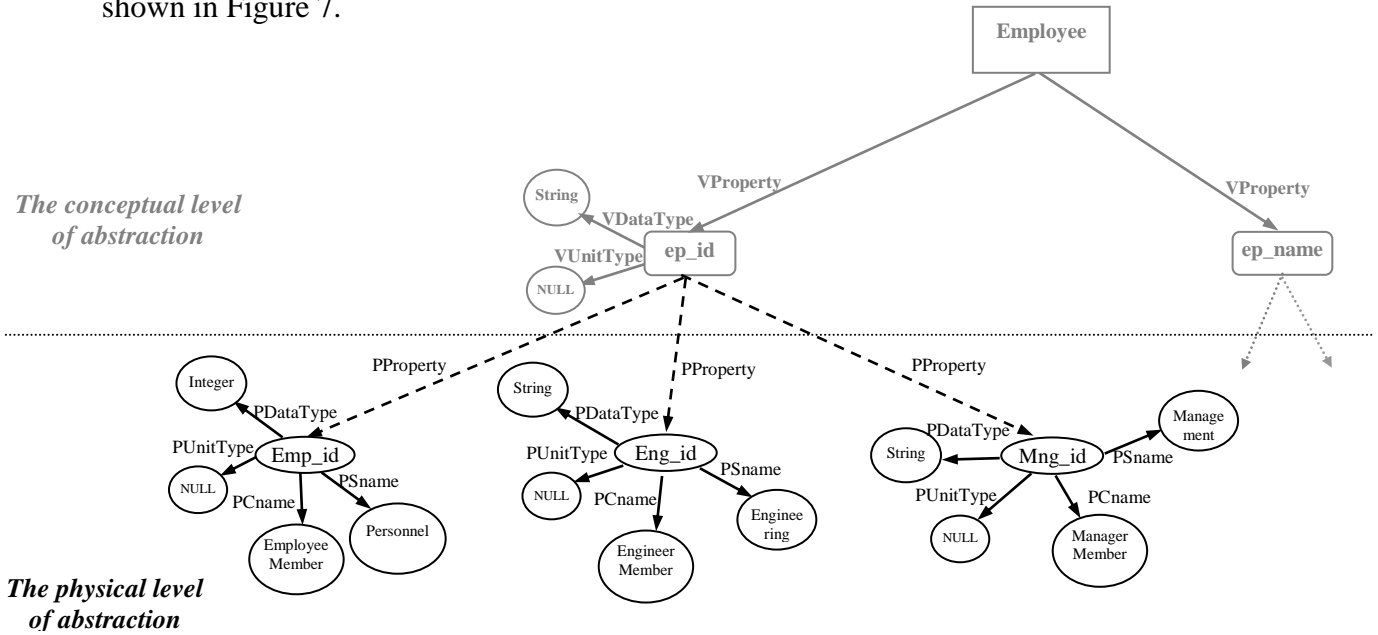 shown in Figure 7.
Employee
VProperty
VProperty
The conceptual level
of abstraction
String
VDataType
VUnitType
ep_id
NULL
ep_name
PProperty
PProperty
PProperty
Integer
PDataType
PUnitType
Emp_id
NULL
PSname
PCname
Personnel
Employee
Member
String
PDataType
PUnitType
Eng_id
NULL
PSname
PCname
Enginee
ring
Engineer
Member
Manage
ment
PDataType
String
Mng_id
PSname
PUnitType
PCname
NULL
Manager
Member
The physical level
of abstraction